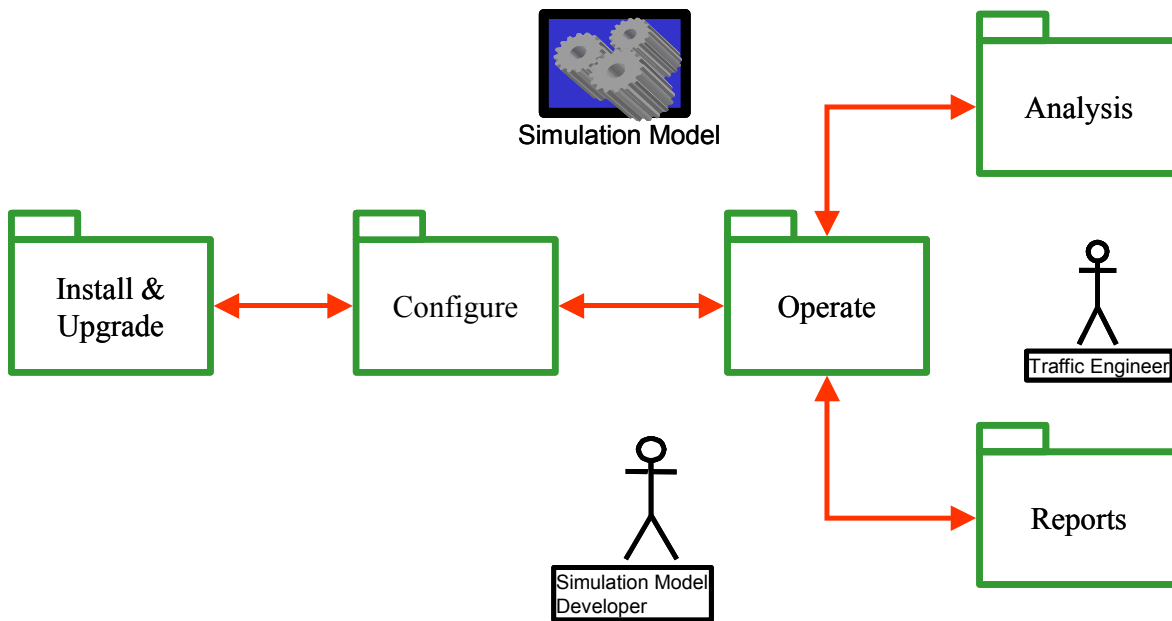 Simulation Model
Analysis
Install &
Upgrade
Configure
Operate
Traffic Engineer
Reports
Simulation Model
Developer